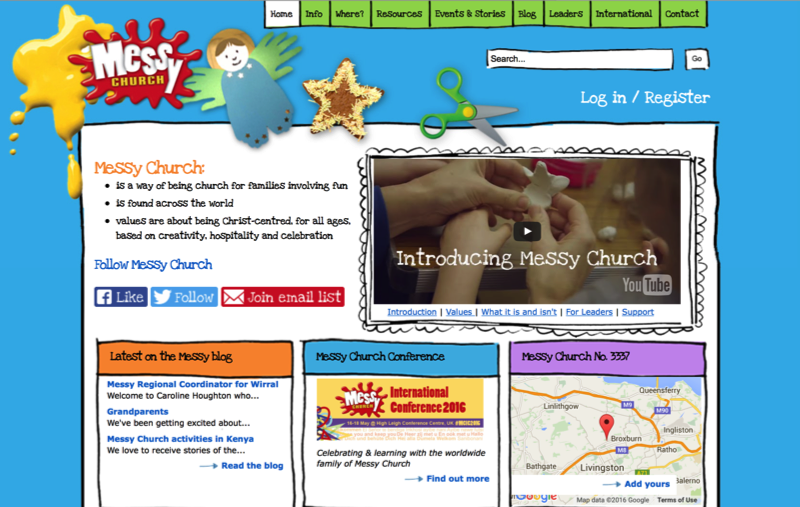 Home Info Where? Resources Events & Stories Blog Leaders International Contact
Messy
CHURCH
Search... Go
Log in / Register
Messy Church:
is a way of being church for families involving fun
is found across the world
values are about being Christ-centred, for all ages,
based on creativity, hospitality and celebration
Follow Messy Church
Like Follow Join email list
Introducing Messy Church
YouTube
Introduction | Values | What it is and isn't | For Leaders | Support
Latest on the Messy blog
Messy Regional Coordinator for Wirral
Welcome to Caroline Houghton who...
Grandparents
We've been getting excited about...
Messy Church activities in Kenya
We love to receive stories of the...
Read the blog
Messy Church Conference
Messy
CHURCH
International
Conference 2016
16-18 May @ High Leigh Conference Centre, UK
Celebrating & learning with the worldwide
family of Messy Church
Find out more
Messy Church No. 3337
Queensferry
Linlithgow
M9
M90
Broxburn
Ingliston
M8
Ratho
Bathgate
Livingston
Balerno
Add yours
Google
Map data ©2016 Google Terms of Use